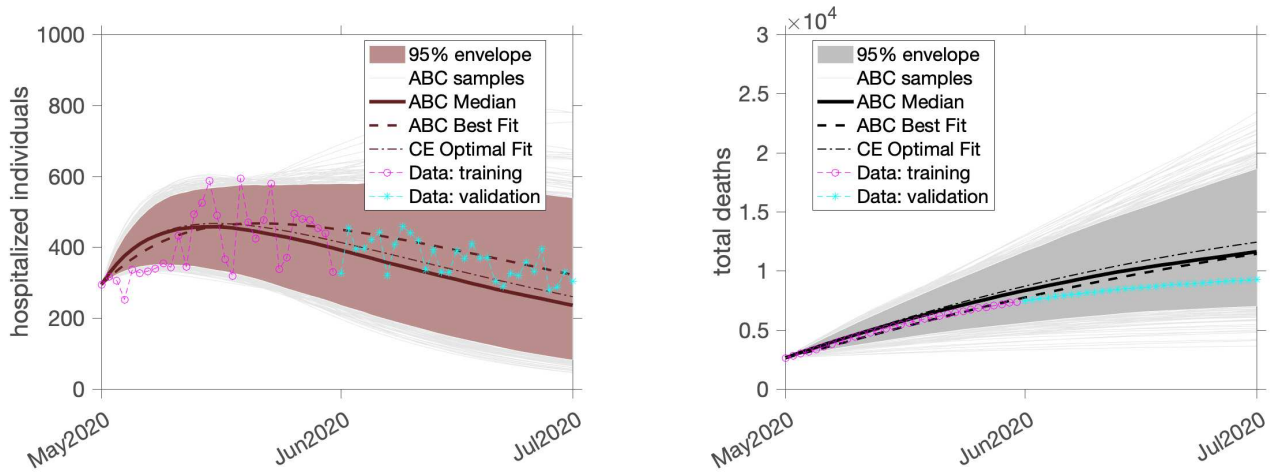 1000
800
600
400
200
0
hospitalized individuals
May2020
Jun2020
Jul2020
95% envelope
ABC samples
ABC Median
ABC Best Fit
CE Optimal Fit
Data: training
Data: validation
×10⁴
3
2.5
2
1.5
1
0.5
0
total deaths
May2020
Jun2020
Jul2020
95% envelope
ABC samples
ABC Median
ABC Best Fit
CE Optimal Fit
Data: training
Data: validation